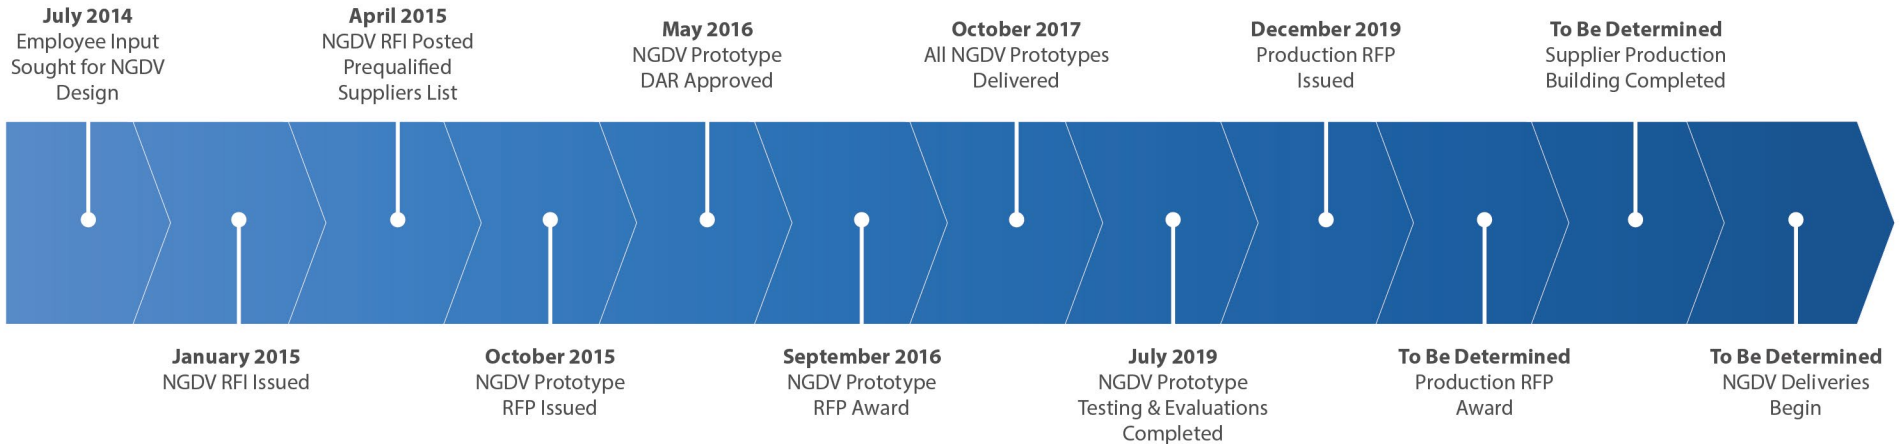 July 2014
Employee Input
Sought for NGDV
Design
January 2015
NGDV RFI Issued
April 2015
NGDV RFI Posted
Prequalified
Suppliers List
October 2015
NGDV Prototype
RFP Issued
May 2016
NGDV Prototype
DAR Approved
September 2016
NGDV Prototype
RFP Award
October 2017
All NGDV Prototypes
Delivered
July 2019
NGDV Prototype
Testing & Evaluations
Completed
December 2019
Production RFP
Issued
To Be Determined
Production RFP
Award
To Be Determined
Supplier Production
Building Completed
To Be Determined
NGDV Deliveries
Begin